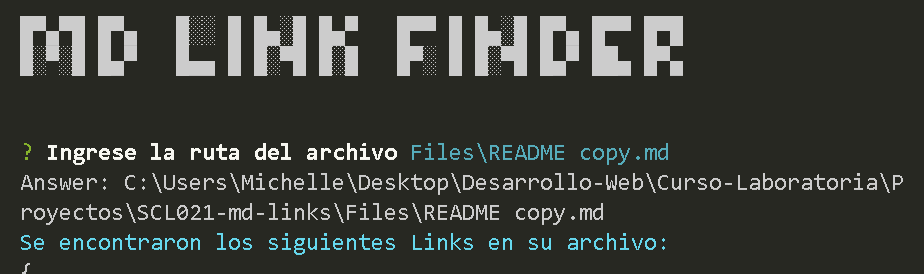 MD LINK FINDER
? Ingrese la ruta del archivo Files\README copy.md
Answer: C:\Users\Michelle\Desktop\Desarrollo-Web\Curso-Laboratoria\P
royectos\SCL021-md-links\Files\README copy.md
Se encontraron los siguientes Links en su archivo:
{